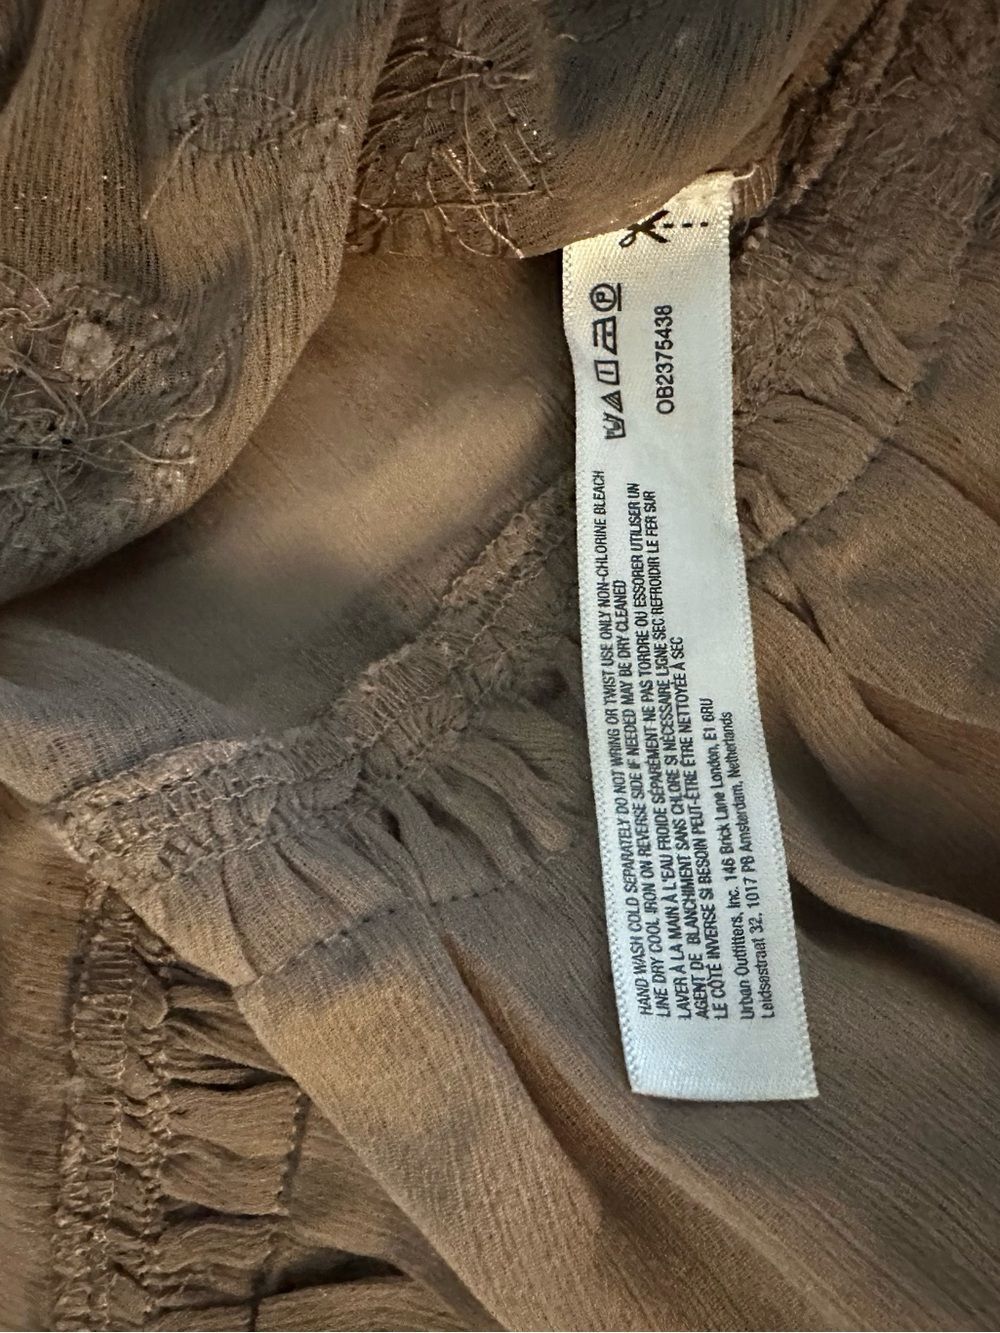 OB2375438
HAND WASH COLD SEPARATELY DO NOT WRING OR TWIST USE ONLY NON-CHLORINE BLEACH
LINE DRY COOL IRON ON REVERSE SIDE IF NEEDED MAY BE DRY CLEANED
LAVER À LA MAIN À L'EAU FROIDE SÉPARÉMENT NE PAS TORDRE OU ESSORER UTILISER UN
AGENT DE BLANCHIMENT SANS CHLORE SI NÉCESSAIRE LIGNE SEC REFROIDIR LE FER SUR
LE CÔTÉ INVERSE SI BESOIN PEUT-ÊTRE ÊTRE NETTOYÉE À SEC
Urban Outfitters, Inc. 146 Brick Lane London, E1 6RU
Leidsestraat 32, 1017 PB Amsterdam, Netherlands